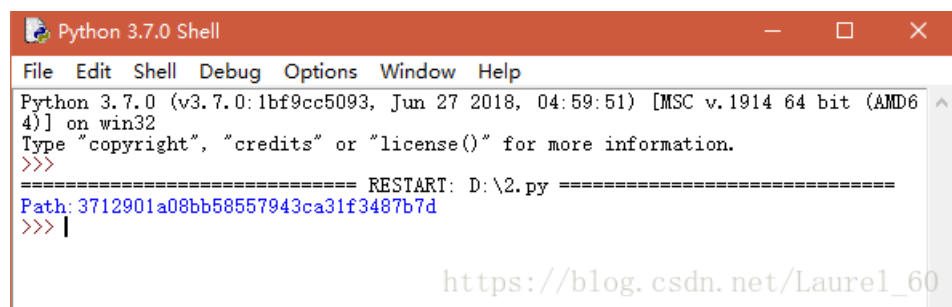 Python 3.7.0 Shell
File Edit Shell Debug Options Window Help
Python 3.7.0 (v3.7.0:1bf9cc5093, Jun 27 2018, 04:59:51) [MSC v.1914 64 bit (AMD6
4)] on win32
Type "copyright", "credits" or "license()" for more information.
>>>
============================== RESTART: D:\2.py ==============================
Path:3712901a08bb58557943ca31f3487b7d
>>>
https://blog.csdn.net/Laurel_60